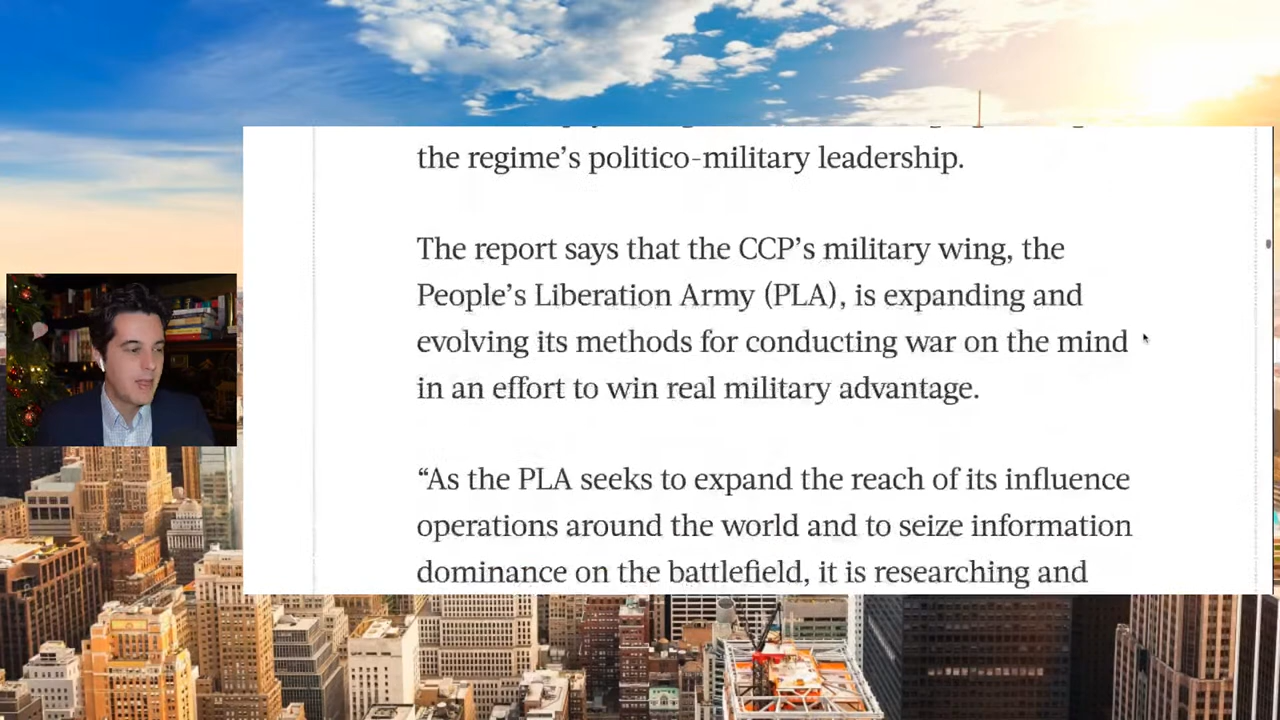 the regime’s politico-military leadership.
The report says that the CCP’s military wing, the
People’s Liberation Army (PLA), is expanding and
evolving its methods for conducting war on the mind
in an effort to win real military advantage.
“As the PLA seeks to expand the reach of its influence
operations around the world and to seize information
dominance on the battlefield, it is researching and